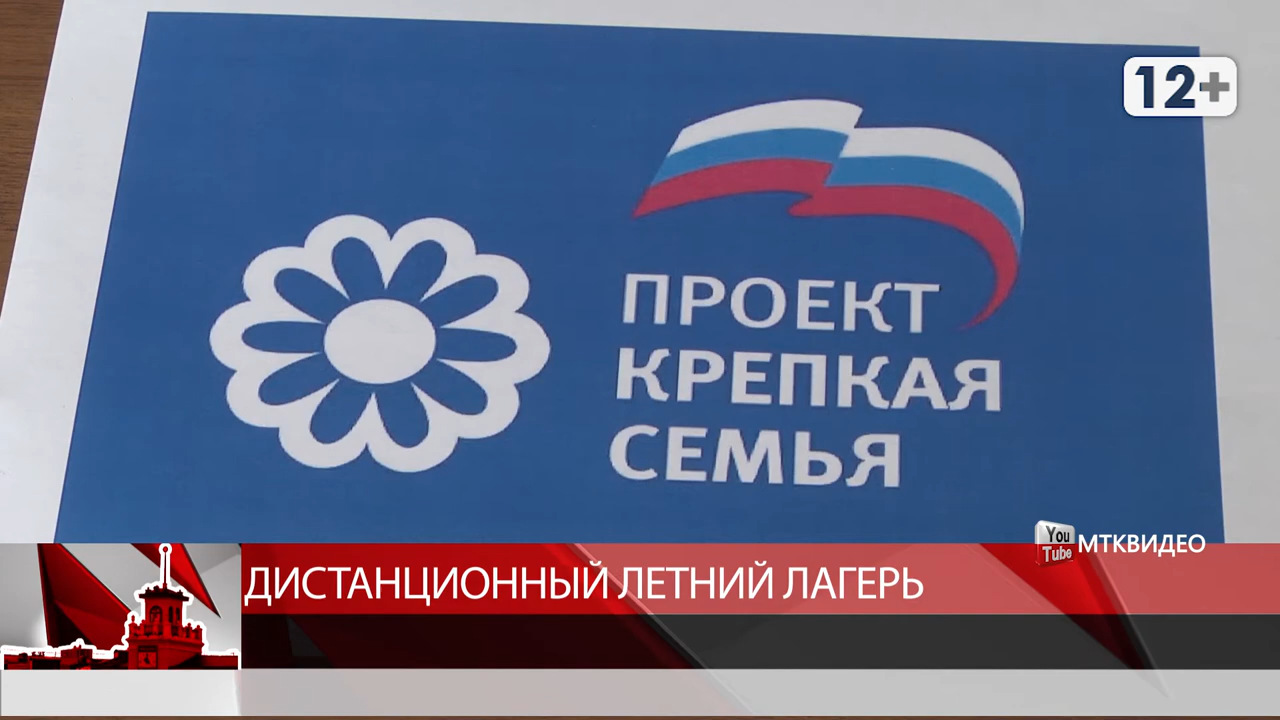 12+
ПРОЕКТ
КРЕПКАЯ
СЕМЬЯ
You
Tube
МТКВИДЕО
ДИСТАНЦИОННЫЙ ЛЕТНИЙ ЛАГЕРЬ